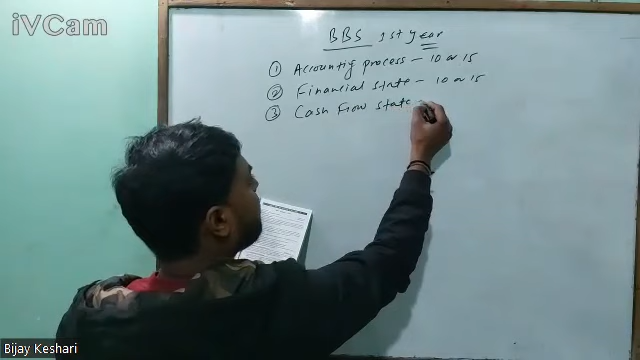 iVCam
BBS 1st year
① Accounting process - 10 or 15
② Financial state - 10 or 15
③ Cash Flow state -
Bijay Keshari